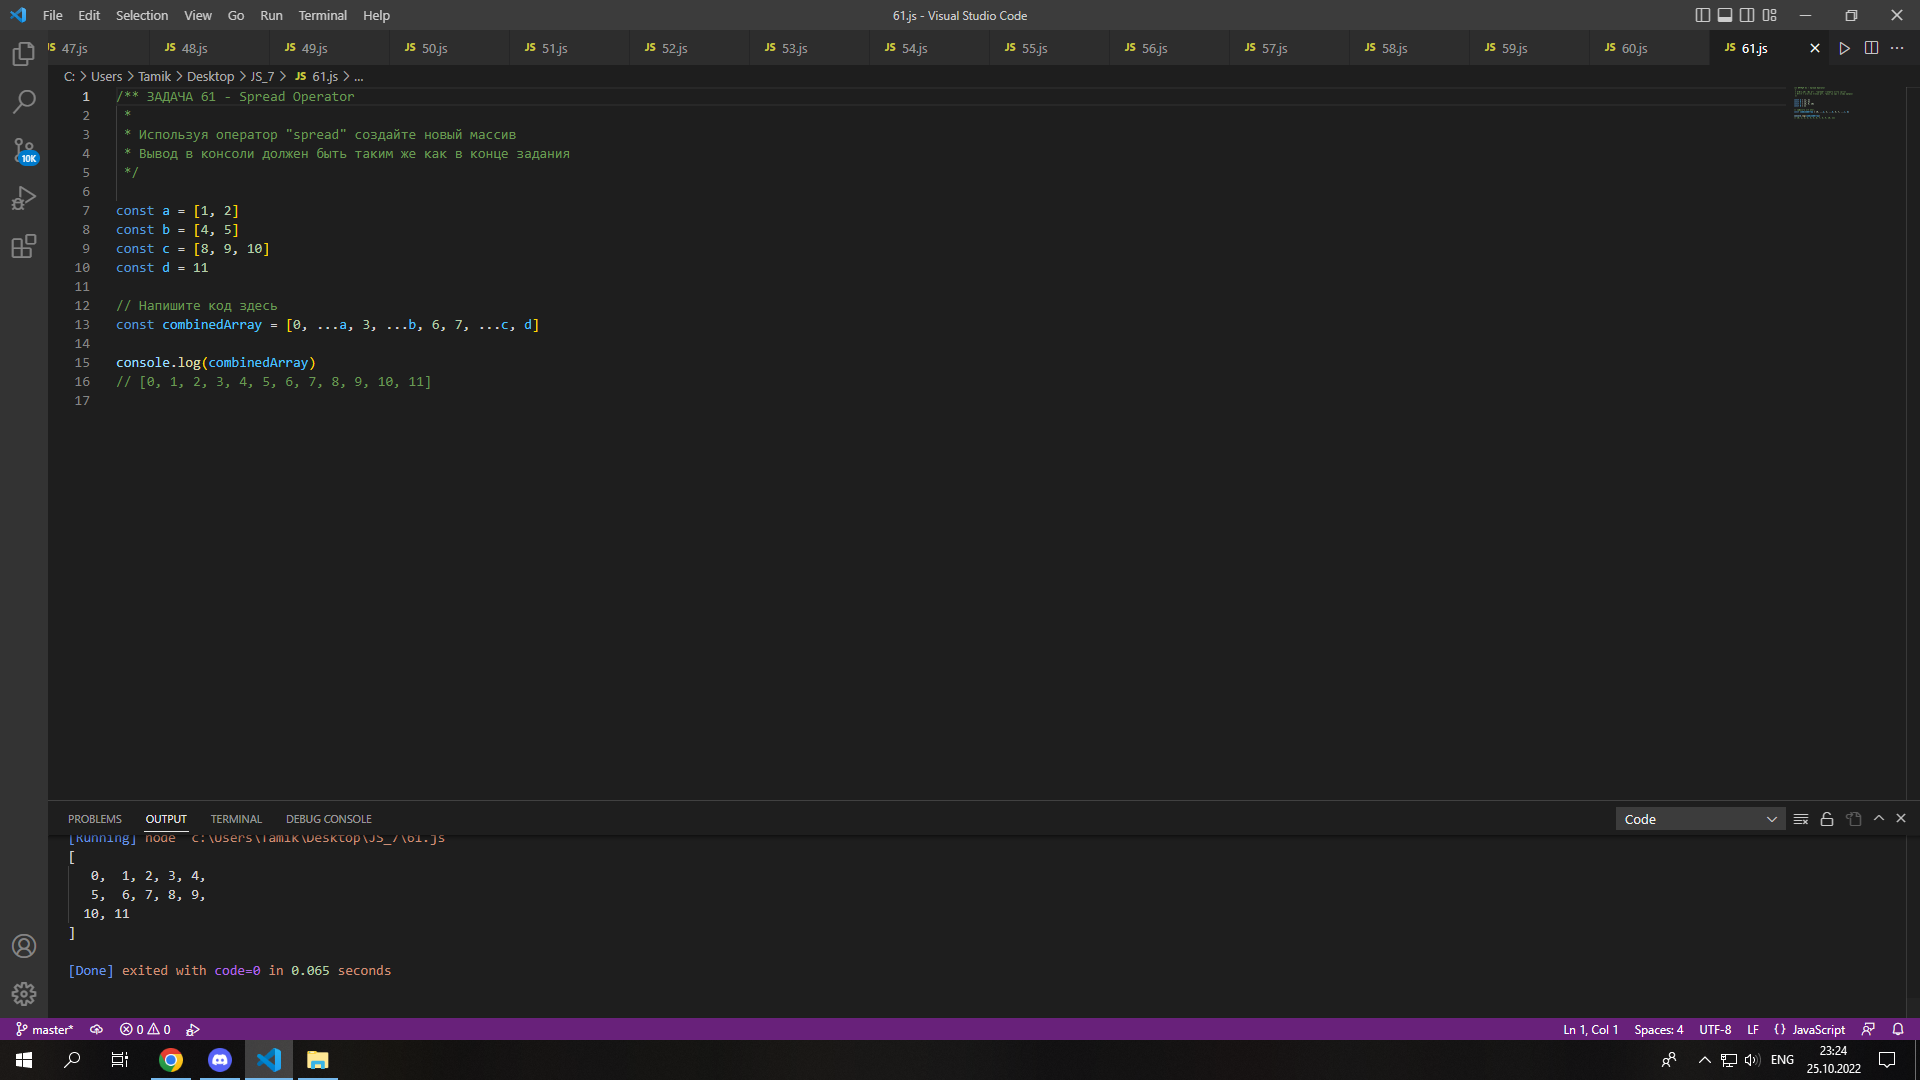 File Edit Selection View Go Run Terminal Help
61.js - Visual Studio Code
JS 47.js JS 48.js JS 49.js JS 50.js JS 51.js JS 52.js JS 53.js JS 54.js JS 55.js JS 56.js JS 57.js JS 58.js JS 59.js JS 60.js JS 61.js
C: > Users > Tamik > Desktop > JS_7 > JS 61.js > ...
1 /** ЗАДАЧА 61 - Spread Operator
2 *
3 * Используя оператор "spread" создайте новый массив
4 * Вывод в консоли должен быть таким же как в конце задания
5 */
6
7 const a = [1, 2]
8 const b = [4, 5]
9 const c = [8, 9, 10]
10 const d = 11
11
12 // Напишите код здесь
13 const combinedArray = [0, ...a, 3, ...b, 6, 7, ...c, d]
14
15 console.log(combinedArray)
16 // [0, 1, 2, 3, 4, 5, 6, 7, 8, 9, 10, 11]
17
10K
PROBLEMS OUTPUT TERMINAL DEBUG CONSOLE
Code
[Running] node "c:\Users\Tamik\Desktop\JS_7\61.js"
[
0, 1, 2, 3, 4,
5, 6, 7, 8, 9,
10, 11
]
[Done] exited with code=0 in 0.065 seconds
master* 0 0
Ln 1, Col 1 Spaces: 4 UTF-8 LF {} JavaScript
ENG
23:24
25.10.2022